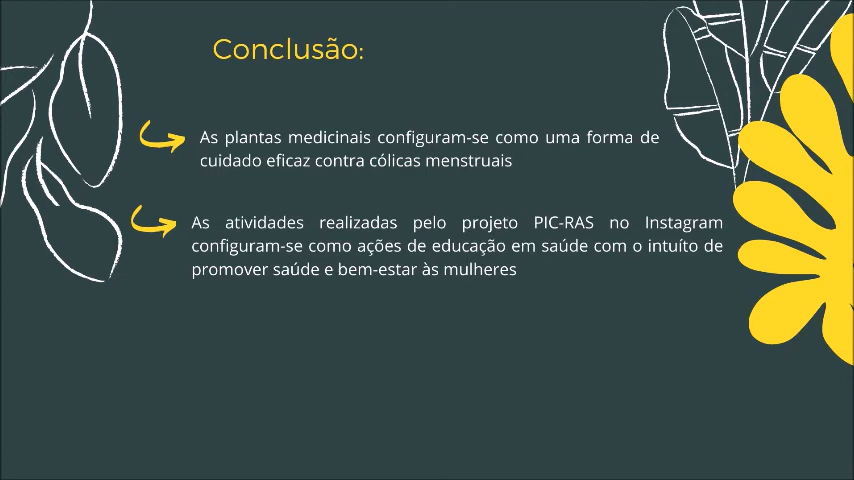 Conclusão:
As plantas medicinais configuram-se como uma forma de
cuidado eficaz contra cólicas menstruais
As atividades realizadas pelo projeto PIC-RAS no Instagram
configuram-se como ações de educação em saúde com o intuíto de
promover saúde e bem-estar às mulheres